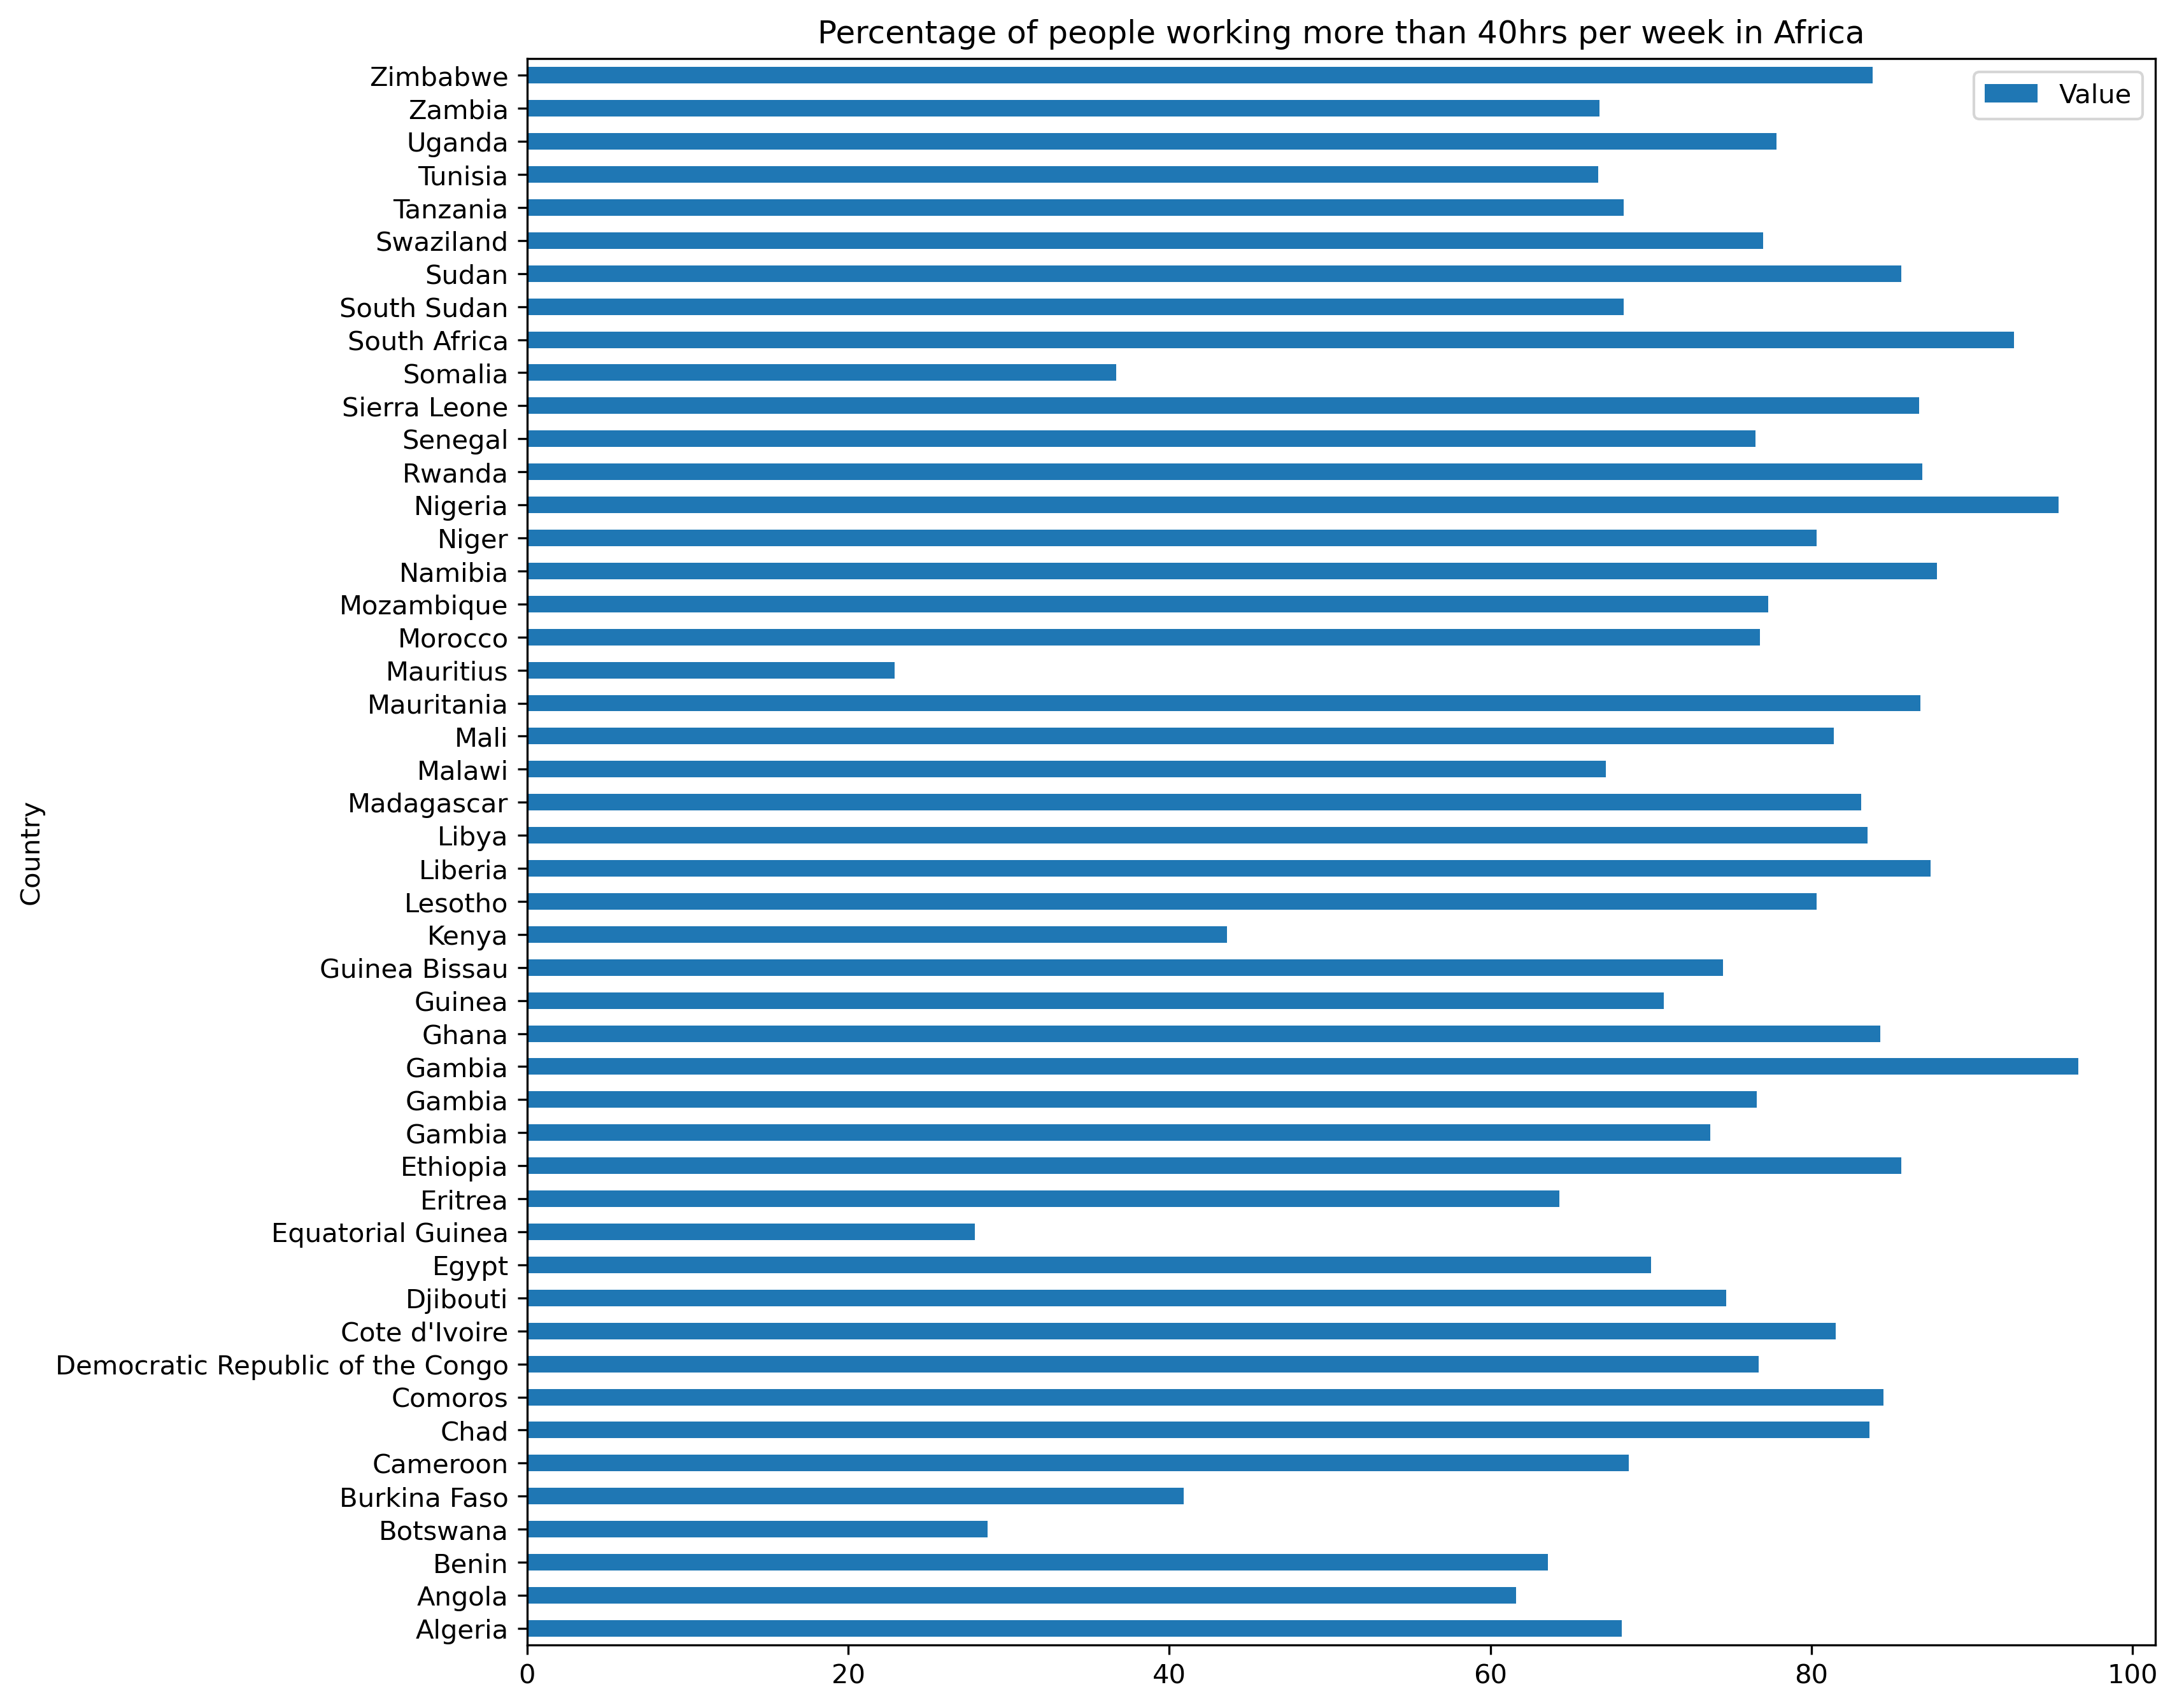 Percentage of people working more than 40hrs per week in Africa
Value
Country
Zimbabwe
Zambia
Uganda
Tunisia
Tanzania
Swaziland
Sudan
South Sudan
South Africa
Somalia
Sierra Leone
Senegal
Rwanda
Nigeria
Niger
Namibia
Mozambique
Morocco
Mauritius
Mauritania
Mali
Malawi
Madagascar
Libya
Liberia
Lesotho
Kenya
Guinea Bissau
Guinea
Ghana
Gambia
Gambia
Gambia
Ethiopia
Eritrea
Equatorial Guinea
Egypt
Djibouti
Cote d'Ivoire
Democratic Republic of the Congo
Comoros
Chad
Cameroon
Burkina Faso
Botswana
Benin
Angola
Algeria
0 20 40 60 80 100